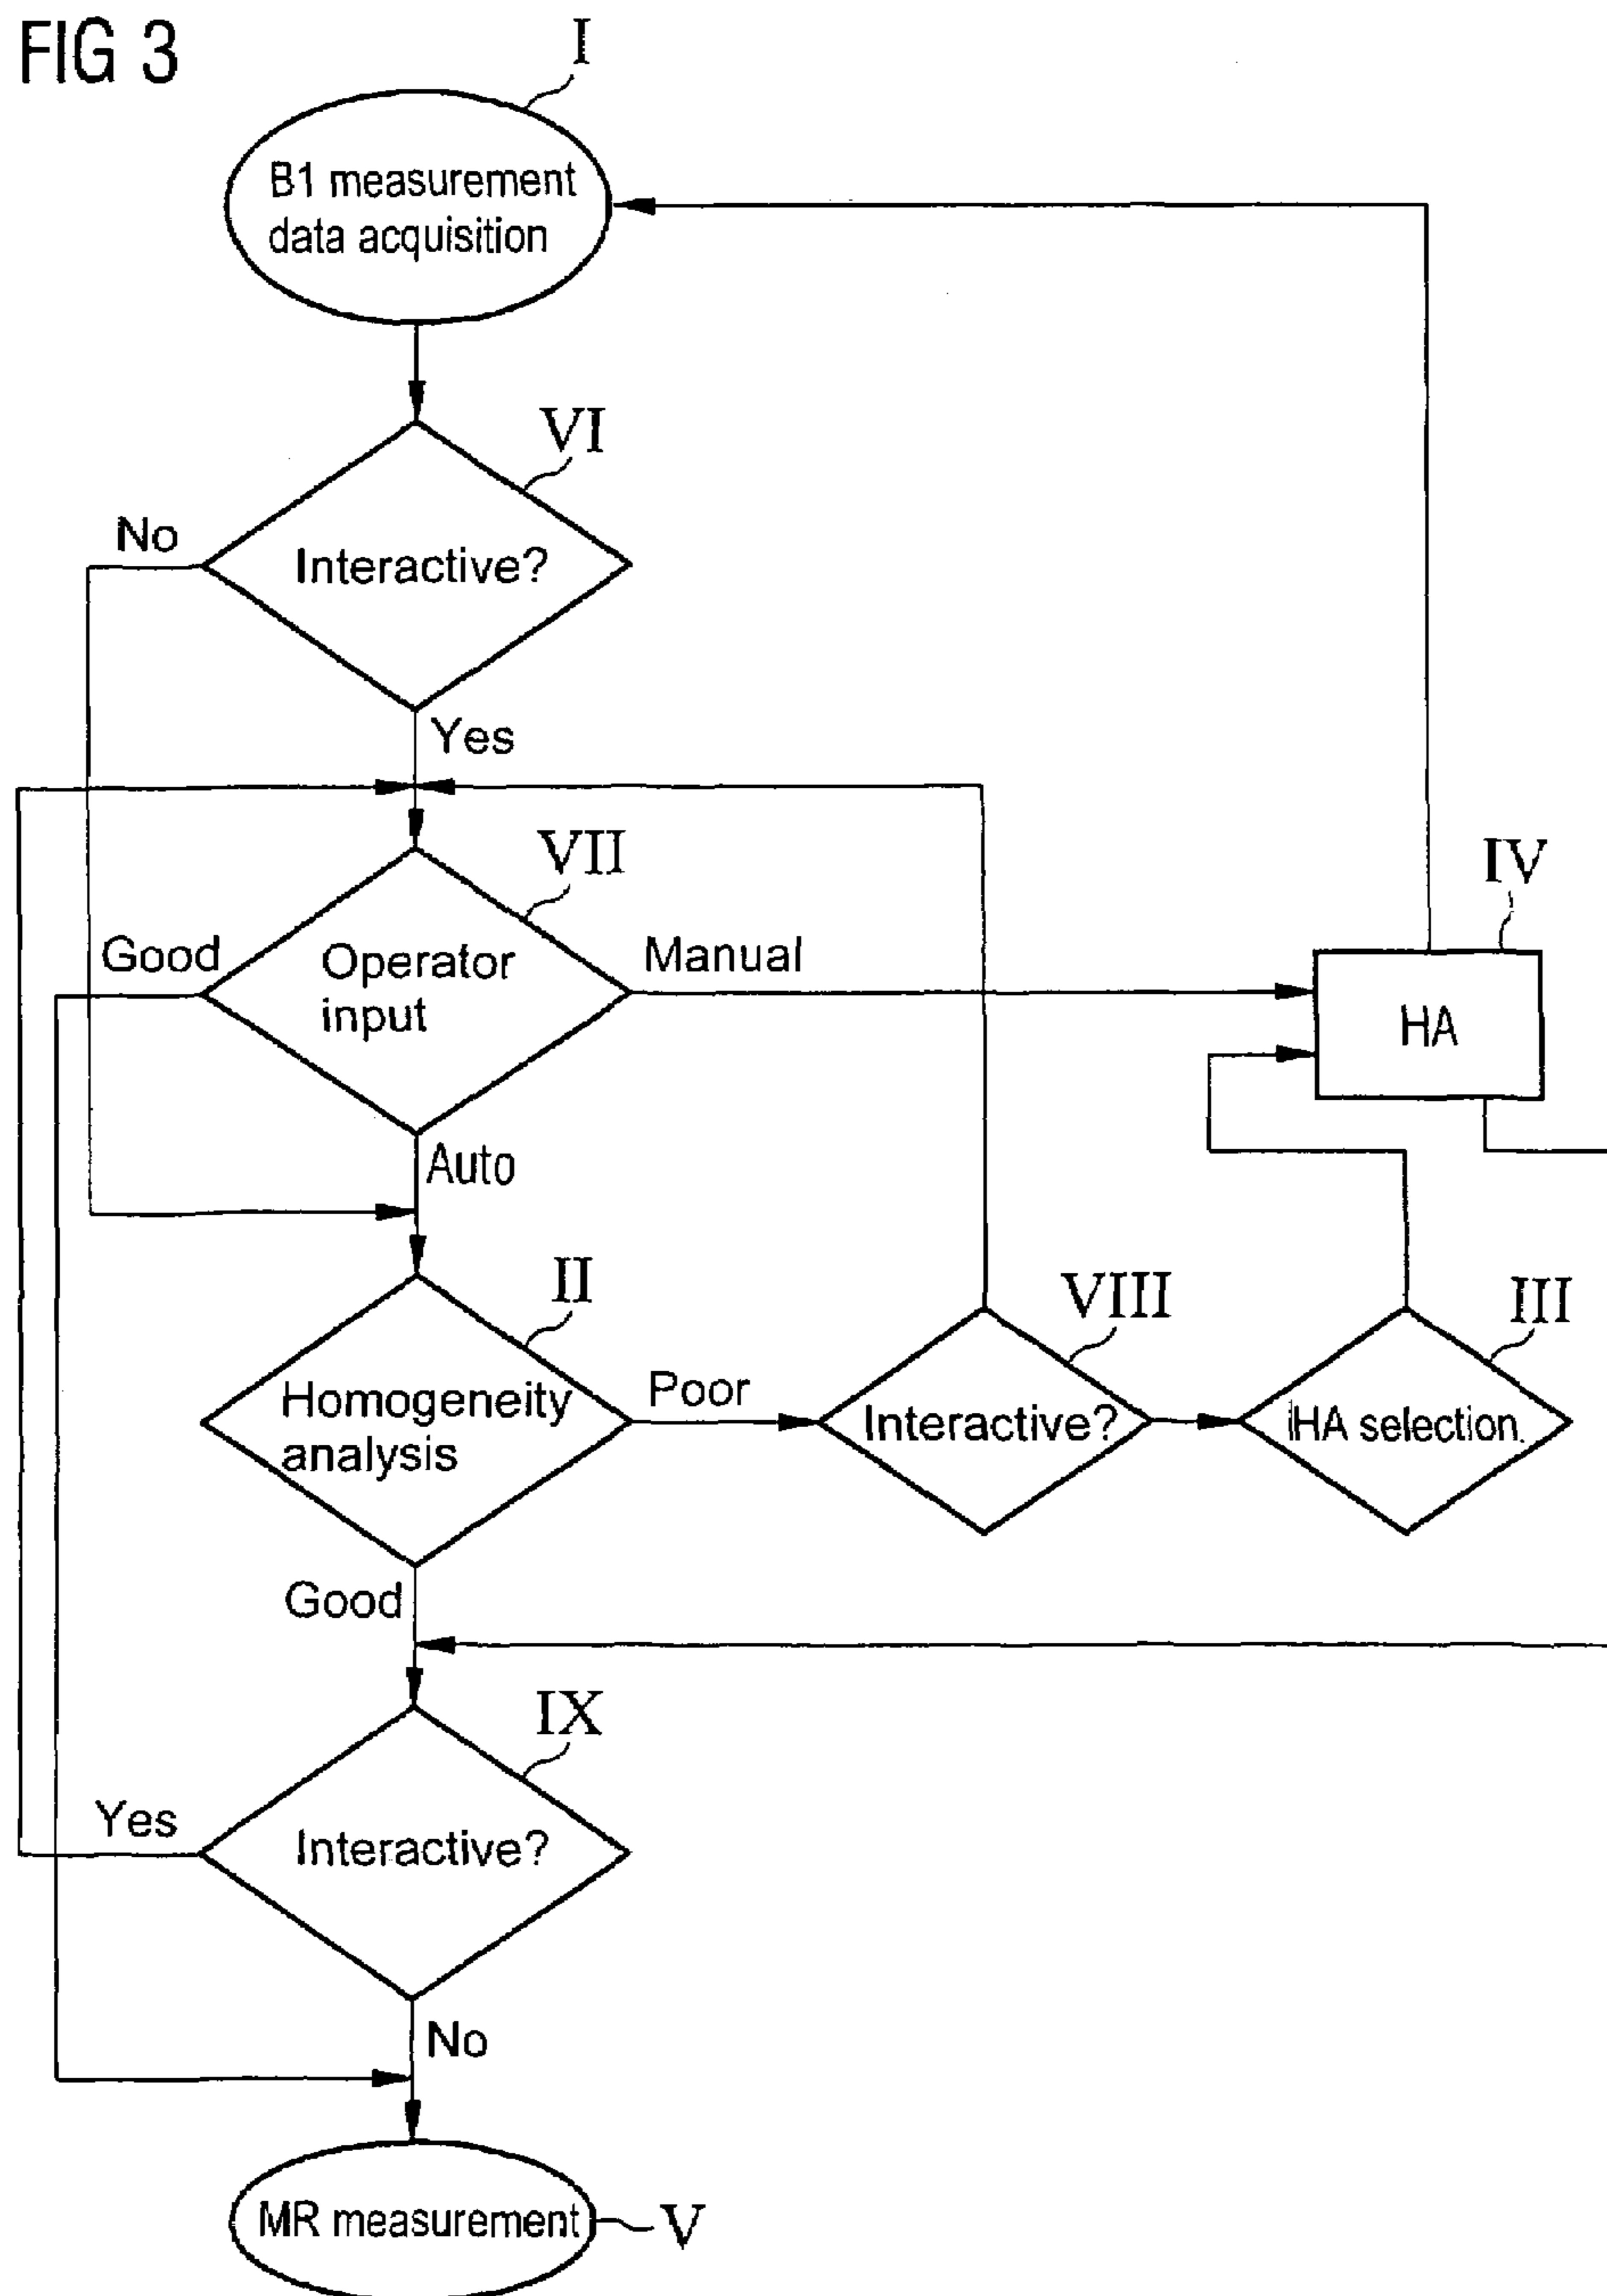 FIG 3
I
B1 measurement
data acquisition
VI
No
Interactive?
Yes
VII
IV
Good
Operator
input
Manual
HA
Auto
II
VIII
III
Homogeneity
analysis
Poor
Interactive?
HA selection.
Good
IX
Yes
Interactive?
No
MR measurement
V